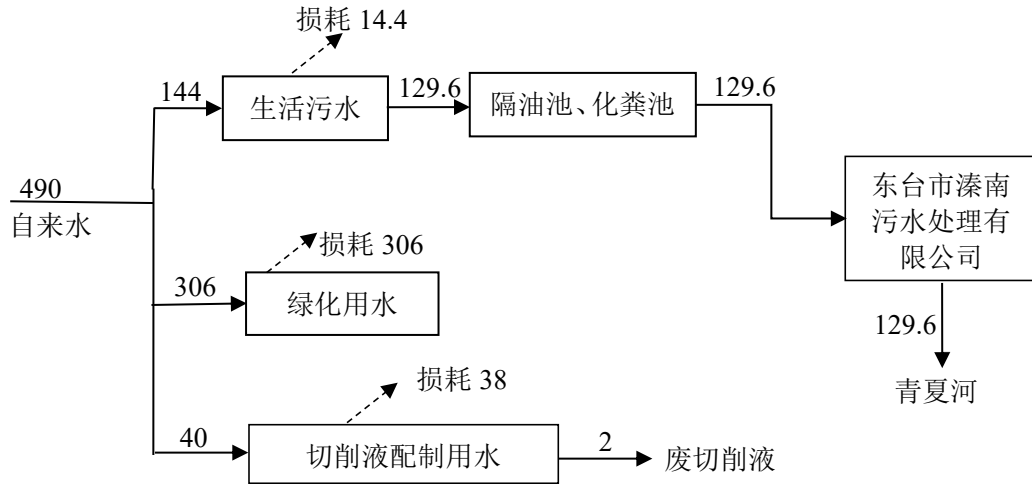 损耗 14.4
144
生活污水
129.6
隔油池、化粪池
129.6
490
自来水
东台市溱南
污水处理有
限公司
损耗 306
306
绿化用水
129.6
青夏河
损耗 38
40
切削液配制用水
2
废切削液